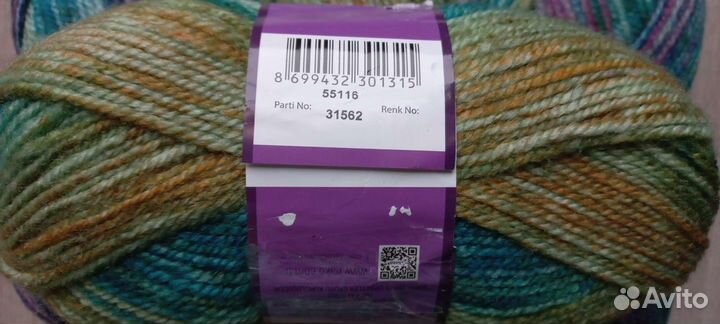 8 699432 301315
55116
Parti No: Renk No:
31562
Avito